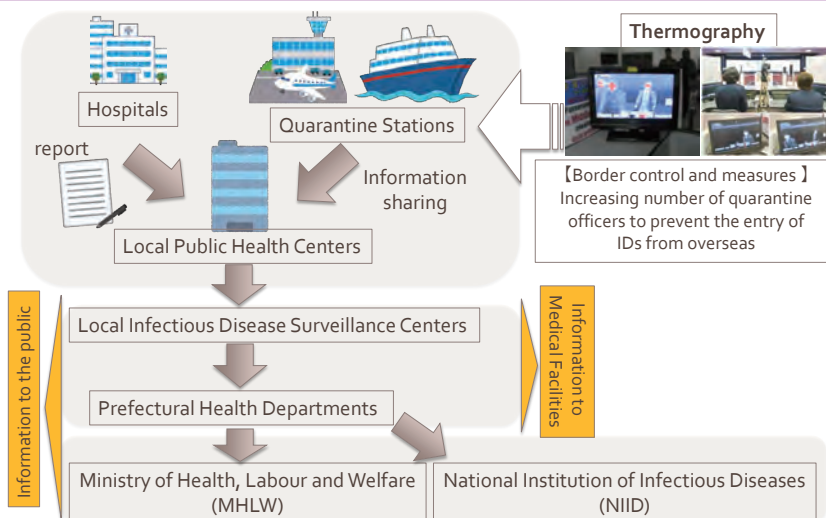 Thermography
Hospitals
Quarantine Stations
report
Information
sharing
【Border control and measures】
Increasing number of quarantine
officers to prevent the entry of
IDs from overseas
Local Public Health Centers
Information to the public
Local Infectious Disease Surveillance Centers
Information to
Medical Facilities
Prefectural Health Departments
Ministry of Health, Labour and Welfare
(MHLW)
National Institution of Infectious Diseases
(NIID)